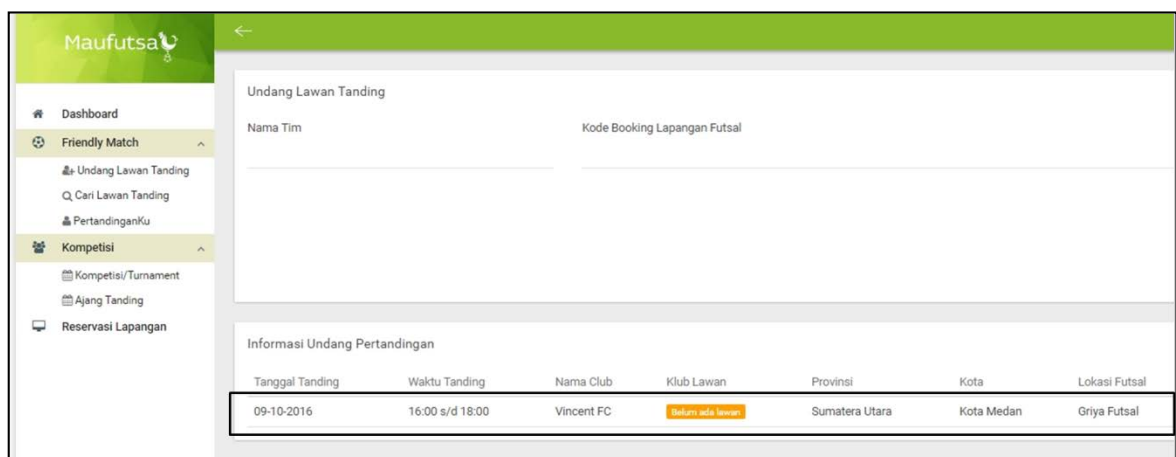 Maufutsal
Dashboard
Friendly Match
Undang Lawan Tanding
Cari Lawan Tanding
PertandinganKu
Kompetisi
Kompetisi/Turnament
Ajang Tanding
Reservasi Lapangan
Undang Lawan Tanding
Nama Tim Kode Booking Lapangan Futsal
Informasi Undang Pertandingan
Tanggal Tanding Waktu Tanding Nama Club Klub Lawan Provinsi Kota Lokasi Futsal
09-10-2016 16:00 s/d 18:00 Vincent FC Belum ada lawan Sumatera Utara Kota Medan Griya Futsal